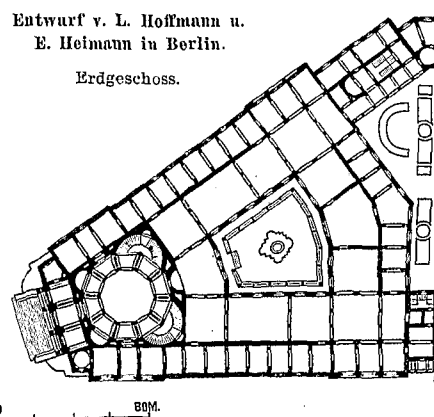 Entwurf v. L. Hoffmann u.
E. Heimann in Berlin.
Erdgeschoss.
80M.